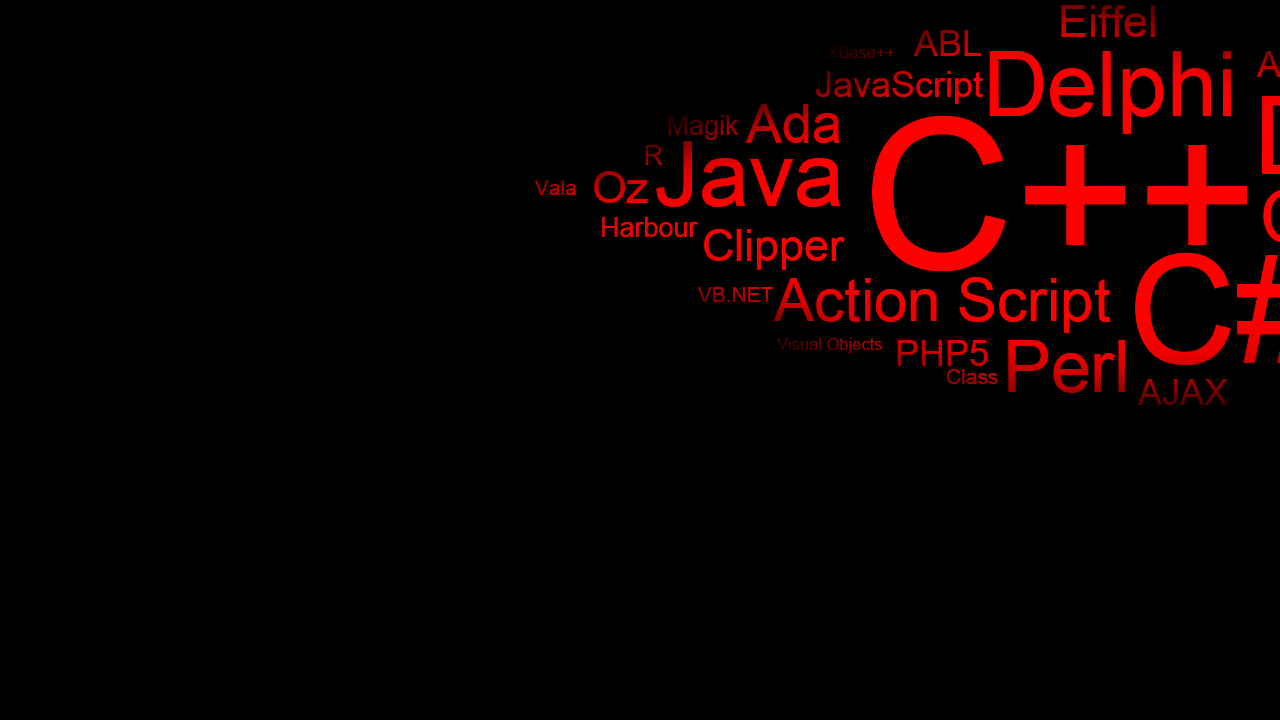 Eiffel
ABL
XBase++
Delphi
JavaScript
Ada
Magik
C++
Java
R
Oz
Vala
Harbour
Clipper
C#
Action Script
VB.NET
Visual Objects
PHP5
Perl
Class
AJAX